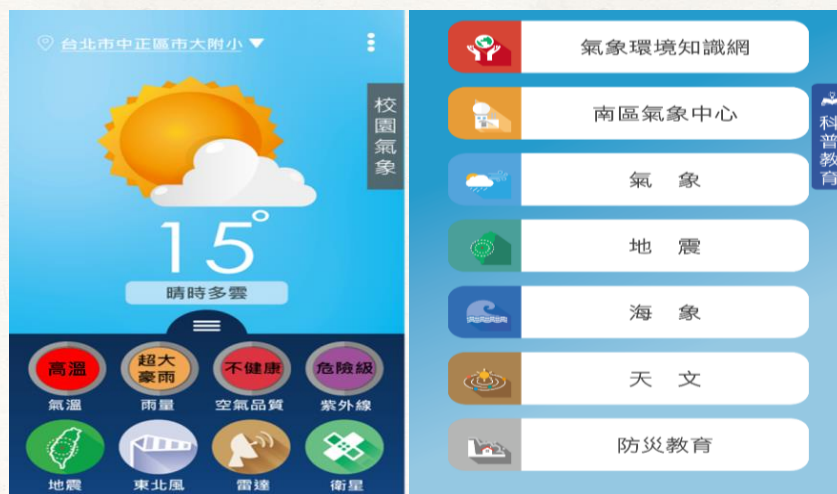 台北市中正區市大附小
校園氣象
15°
晴時多雲
高溫
超大豪雨
不健康
危險級
氣溫
雨量
空氣品質
紫外線
地震
東北風
雷達
衛星
氣象環境知識網
南區氣象中心
氣 象
地 震
海 象
天 文
防災教育
科普教育